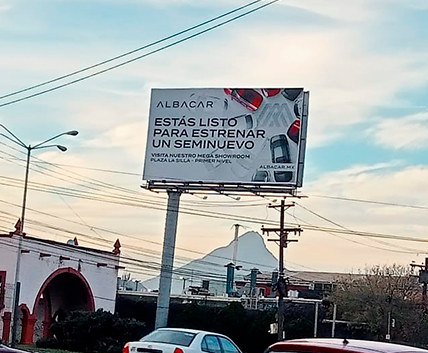 ALBACAR
ESTÁS LISTO
PARA ESTRENAR
UN SEMINUEVO
VISITA NUESTRO MEGA SHOWROOM
PLAZA LA SILLA - PRIMER NIVEL
ALBACAR.MX